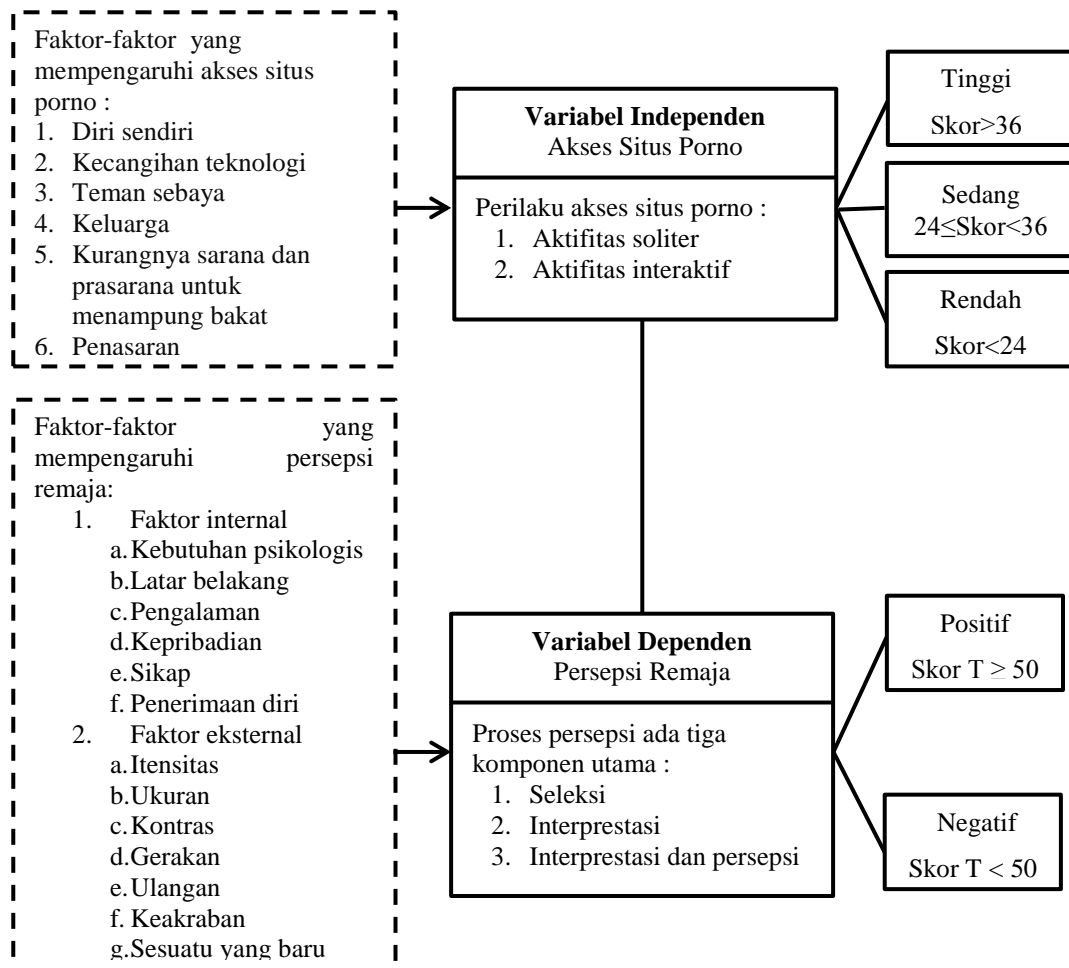 Faktor-faktor yang
mempengaruhi akses situs
porno :
1. Diri sendiri
2. Kecangihan teknologi
3. Teman sebaya
4. Keluarga
5. Kurangnya sarana dan
prasarana untuk
menampung bakat
6. Penasaran
Variabel Independen
Akses Situs Porno
Perilaku akses situs porno :
1. Aktifitas soliter
2. Aktifitas interaktif
Tinggi
Skor>36
Sedang
24≤Skor<36
Rendah
Skor<24
Faktor-faktor yang
mempengaruhi persepsi
remaja:
1. Faktor internal
a.Kebutuhan psikologis
b.Latar belakang
c.Pengalaman
d.Kepribadian
e.Sikap
f. Penerimaan diri
2. Faktor eksternal
a.Itensitas
b.Ukuran
c.Kontras
d.Gerakan
e.Ulangan
f. Keakraban
g.Sesuatu yang baru
Variabel Dependen
Persepsi Remaja
Proses persepsi ada tiga
komponen utama :
1. Seleksi
2. Interprestasi
3. Interprestasi dan persepsi
Positif
Skor T ≥ 50
Negatif
Skor T < 50